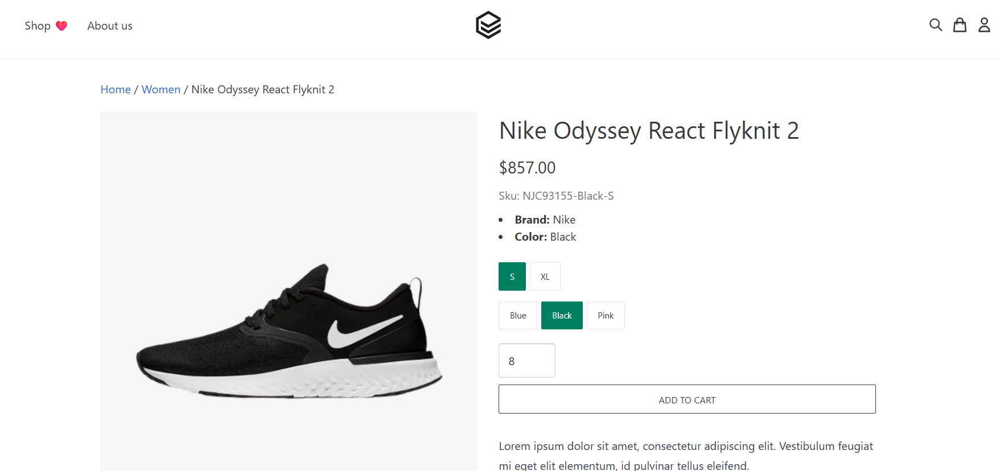 Shop ❤️ About us
Home / Women / Nike Odyssey React Flyknit 2
Nike Odyssey React Flyknit 2
$857.00
Sku: NJC93155-Black-S
• Brand: Nike
• Color: Black
S XL
Blue Black Pink
8
ADD TO CART
Lorem ipsum dolor sit amet, consectetur adipiscing elit. Vestibulum feugiat
mi eget elit elementum, id pulvinar tellus eleifend.